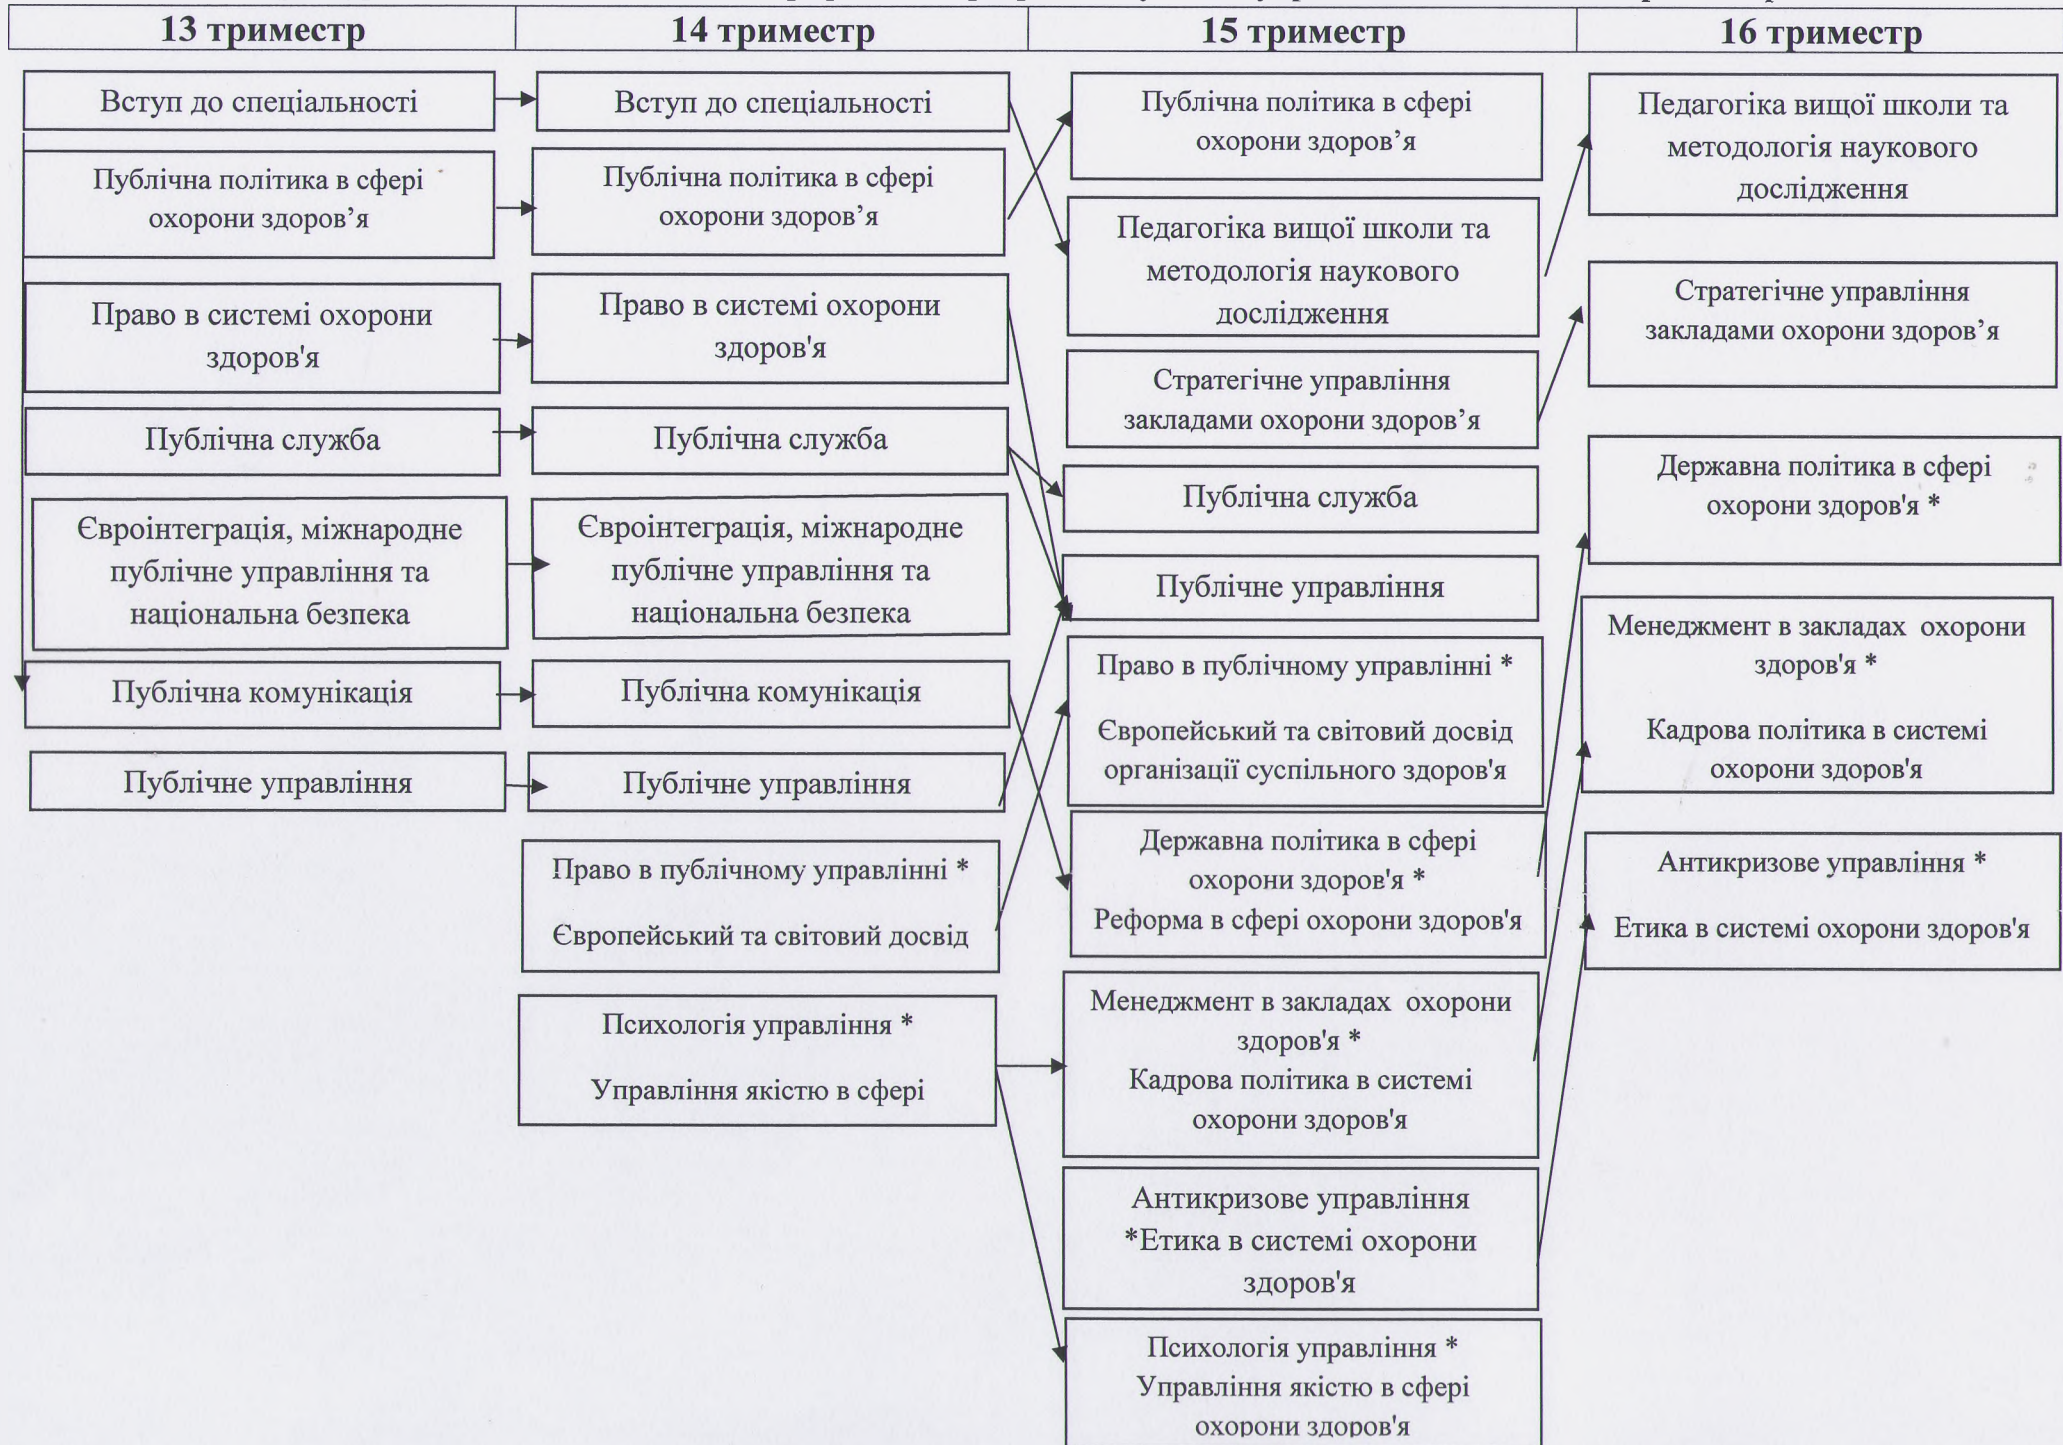 13 триместр
14 триместр
15 триместр
16 триместр
Вступ до спеціальності
Публічна політика в сфері
охорони здоров’я
Право в системі охорони
здоров'я
Публічна служба
Євроінтеграція, міжнародне
публічне управління та
національна безпека
Публічна комунікація
Публічне управління
Вступ до спеціальності
Публічна політика в сфері
охорони здоров’я
Право в системі охорони
здоров'я
Публічна служба
Євроінтеграція, міжнародне
публічне управління та
національна безпека
Публічна комунікація
Публічне управління
Право в публічному управлінні *
Європейський та світовий досвід
Психологія управління *
Управління якістю в сфері
Публічна політика в сфері
охорони здоров’я
Педагогіка вищої школи та
методологія наукового
дослідження
Стратегічне управління
закладами охорони здоров’я
Публічна служба
Публічне управління
Право в публічному управлінні *
Європейський та світовий досвід
організації суспільного здоров'я
Державна політика в сфері
охорони здоров'я *
Реформа в сфері охорони здоров'я
Менеджмент в закладах охорони
здоров'я *
Кадрова політика в системі
охорони здоров'я
Антикризове управління
*Етика в системі охорони
здоров'я
Психологія управління *
Управління якістю в сфері
охорони здоров'я
Педагогіка вищої школи та
методологія наукового
дослідження
Стратегічне управління
закладами охорони здоров’я
Державна політика в сфері
охорони здоров'я *
Менеджмент в закладах охорони
здоров'я *
Кадрова політика в системі
охорони здоров'я
Антикризове управління *
Етика в системі охорони здоров'я